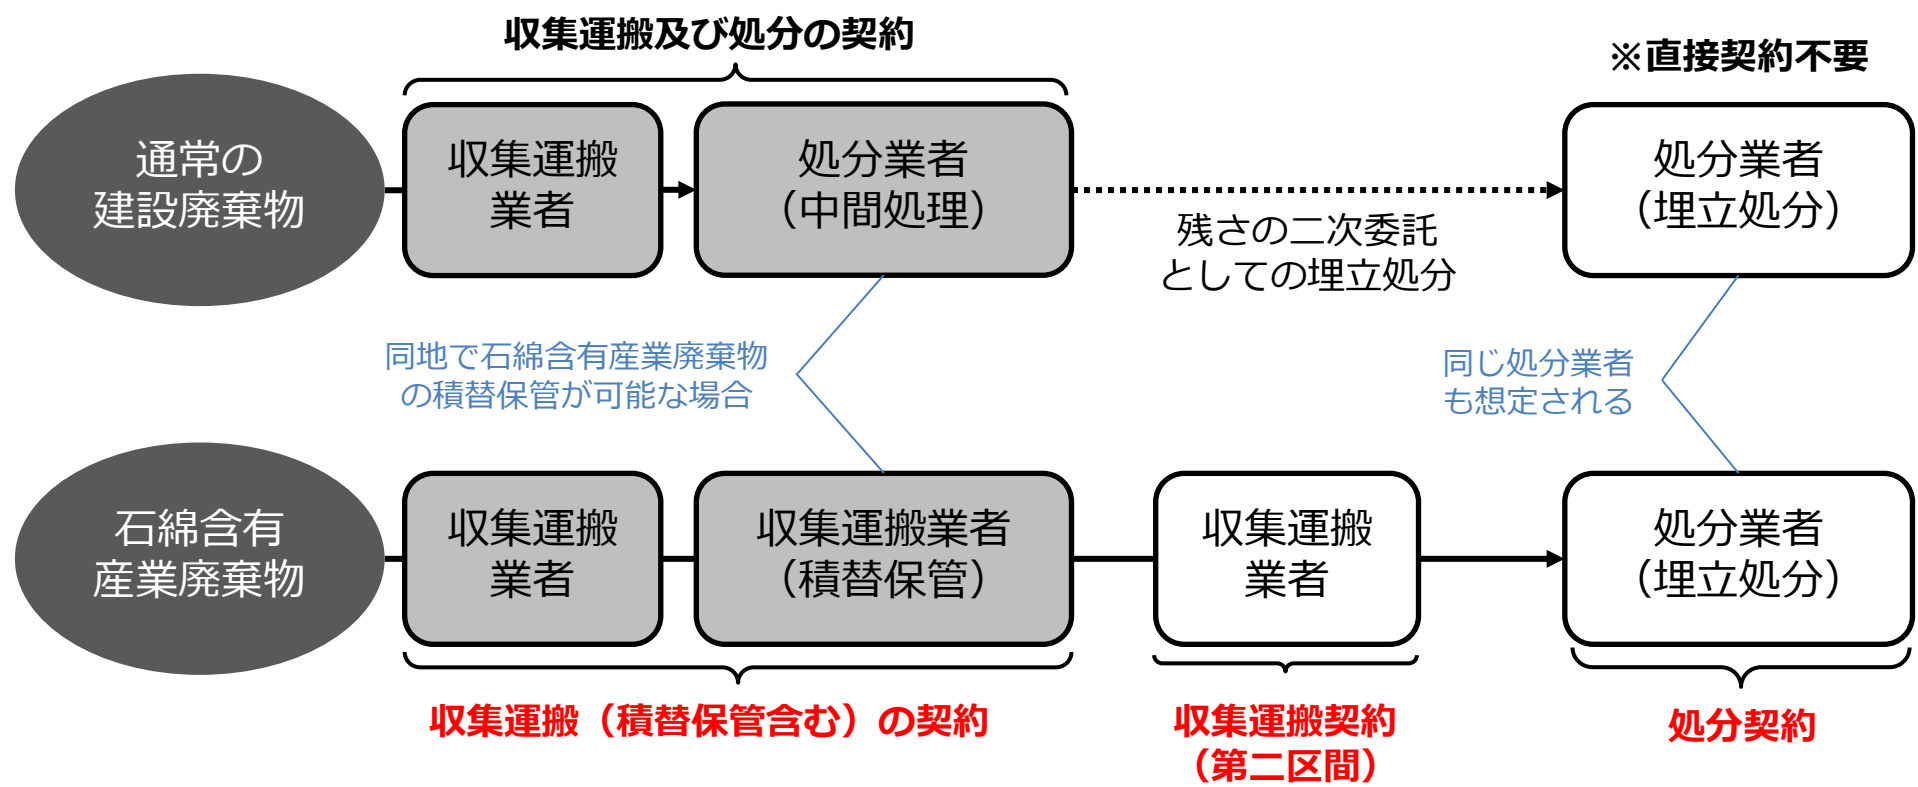 収集運搬及び処分の契約
※直接契約不要
通常の
建設廃棄物
収集運搬
業者
処分業者
（中間処理）
残さの二次委託
としての埋立処分
処分業者
（埋立処分）
同地で石綿含有産業廃棄物
の積替保管が可能な場合
同じ処分業者
も想定される
石綿含有
産業廃棄物
収集運搬
業者
収集運搬業者
（積替保管）
収集運搬
業者
処分業者
（埋立処分）
収集運搬（積替保管含む）の契約
収集運搬契約
（第二区間）
処分契約